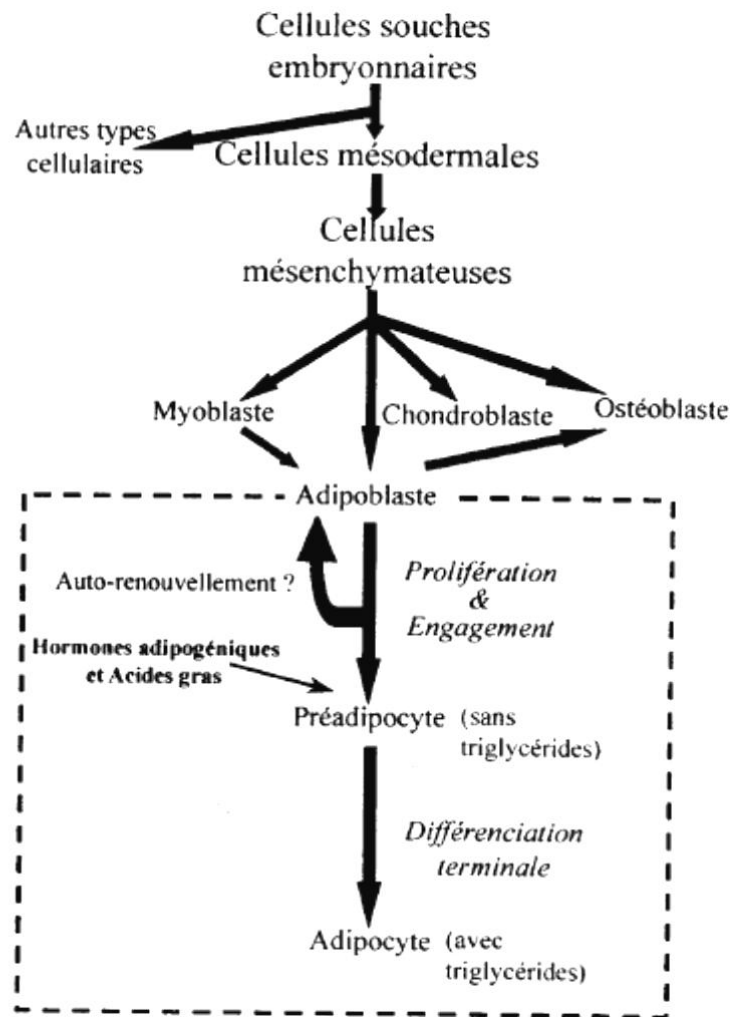 Cellules souches
embryonnaires
Autres types
cellulaires
Cellules mésodermales
Cellules
mésenchymateuses
Myoblaste
Chondroblaste
Ostéoblaste
Adipoblaste
Auto-renouvellement ?
Prolifération
&
Engagement
Hormones adipogéniques
et Acides gras
Préadipocyte (sans
triglycérides)
Différenciation
terminale
Adipocyte (avec
triglycérides)